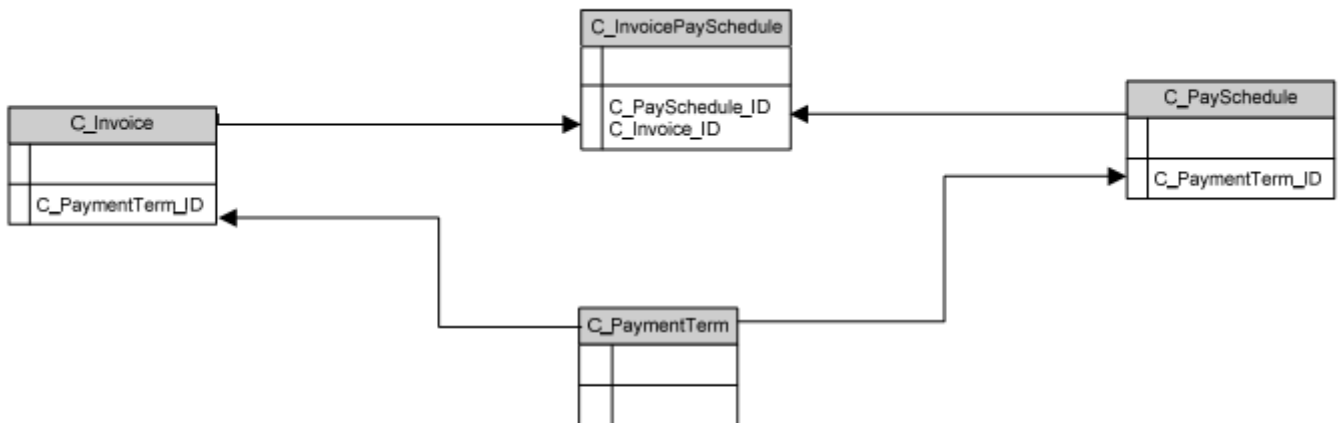 C_InvoicePaySchedule
C_PaySchedule_ID
C_Invoice_ID
C_PaySchedule
C_PaymentTerm_ID
C_Invoice
C_PaymentTerm_ID
C_PaymentTerm